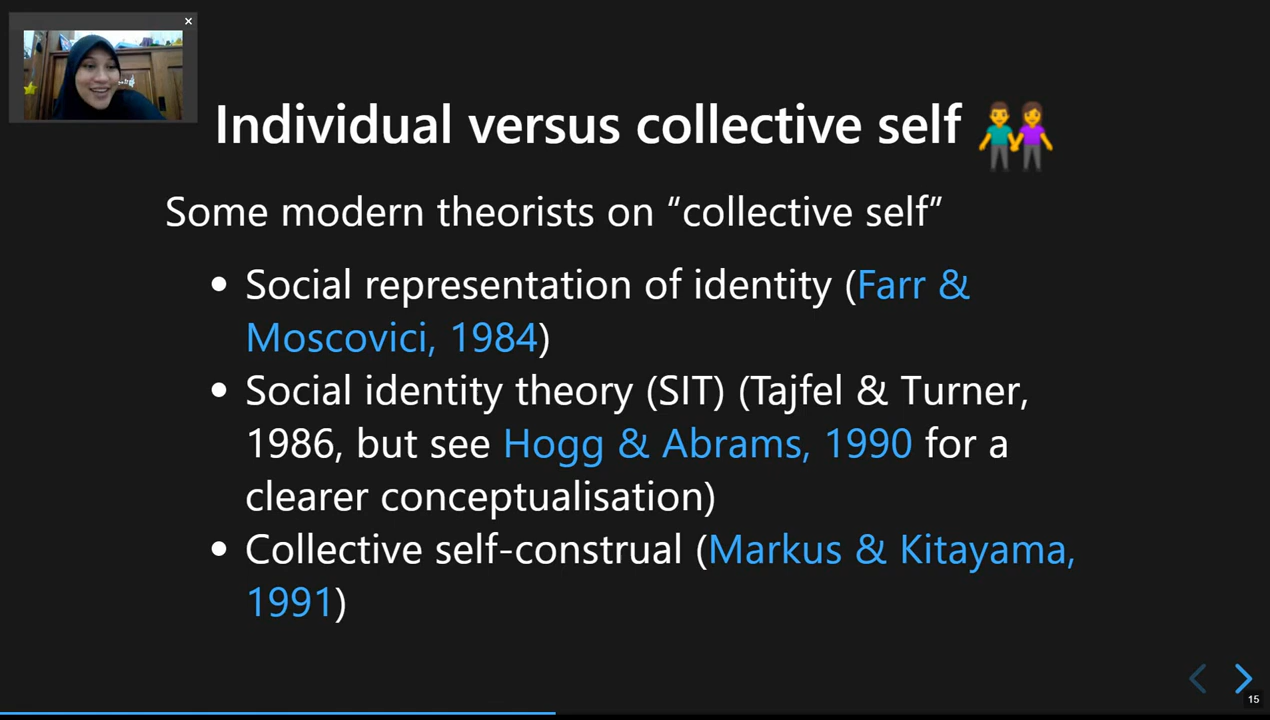 Individual versus collective self
Some modern theorists on “collective self”
• Social representation of identity (Farr &
Moscovici, 1984)
• Social identity theory (SIT) (Tajfel & Turner,
1986, but see Hogg & Abrams, 1990 for a
clearer conceptualisation)
• Collective self-construal (Markus & Kitayama,
1991)
15